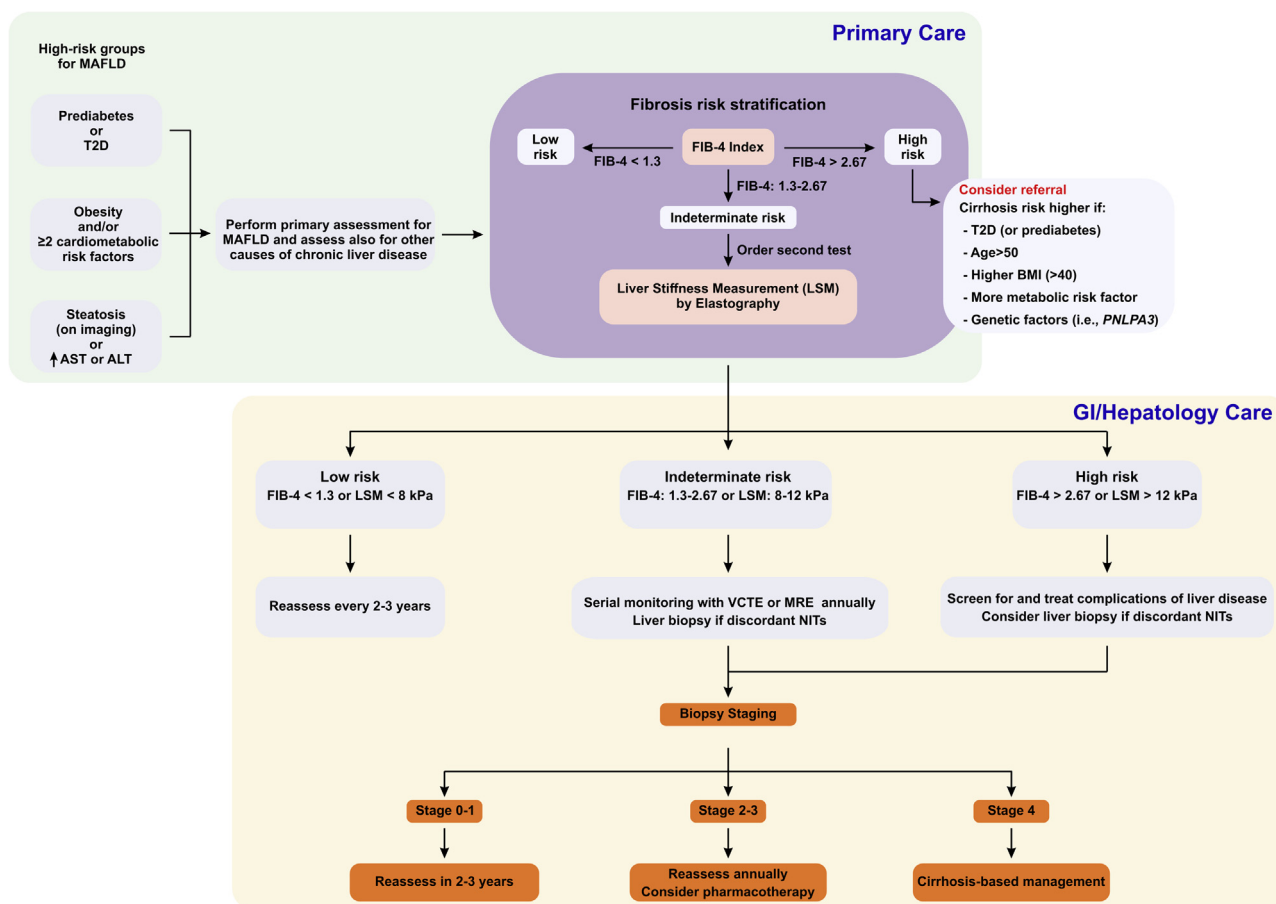 Primary Care
High-risk groups
for MAFLD
Prediabetes
or
T2D
Obesity
and/or
≥2 cardiometabolic
risk factors
Steatosis
(on imaging)
or
↑ AST or ALT
Perform primary assessment for
MAFLD and assess also for other
causes of chronic liver disease
Fibrosis risk stratification
Low
risk
FIB-4 < 1.3
FIB-4 Index
FIB-4 > 2.67
High
risk
FIB-4: 1.3-2.67
Indeterminate risk
Order second test
Liver Stiffness Measurement (LSM)
by Elastography
Consider referral
Cirrhosis risk higher if:
- T2D (or prediabetes)
- Age>50
- Higher BMI (>40)
- More metabolic risk factor
- Genetic factors (i.e., PNLPA3)
GI/Hepatology Care
Low risk
FIB-4 < 1.3 or LSM < 8 kPa
Indeterminate risk
FIB-4: 1.3-2.67 or LSM: 8-12 kPa
High risk
FIB-4 > 2.67 or LSM > 12 kPa
Reassess every 2-3 years
Serial monitoring with VCTE or MRE annually
Liver biopsy if discordant NITs
Screen for and treat complications of liver disease
Consider liver biopsy if discordant NITs
Biopsy Staging
Stage 0-1
Stage 2-3
Stage 4
Reassess in 2-3 years
Reassess annually
Consider pharmacotherapy
Cirrhosis-based management